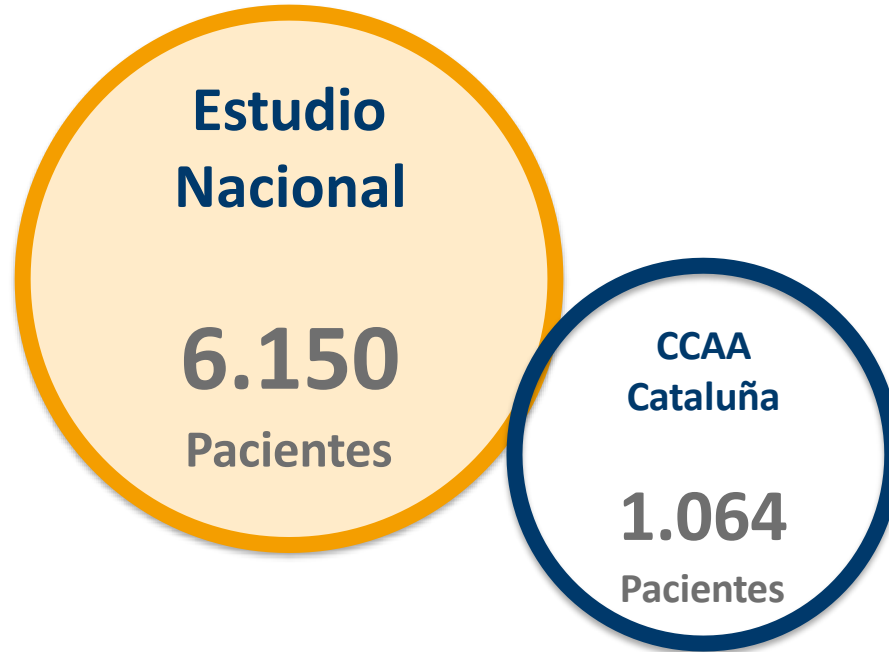 Estudio
Nacional
6.150
Pacientes
CCAA
Cataluña
1.064
Pacientes